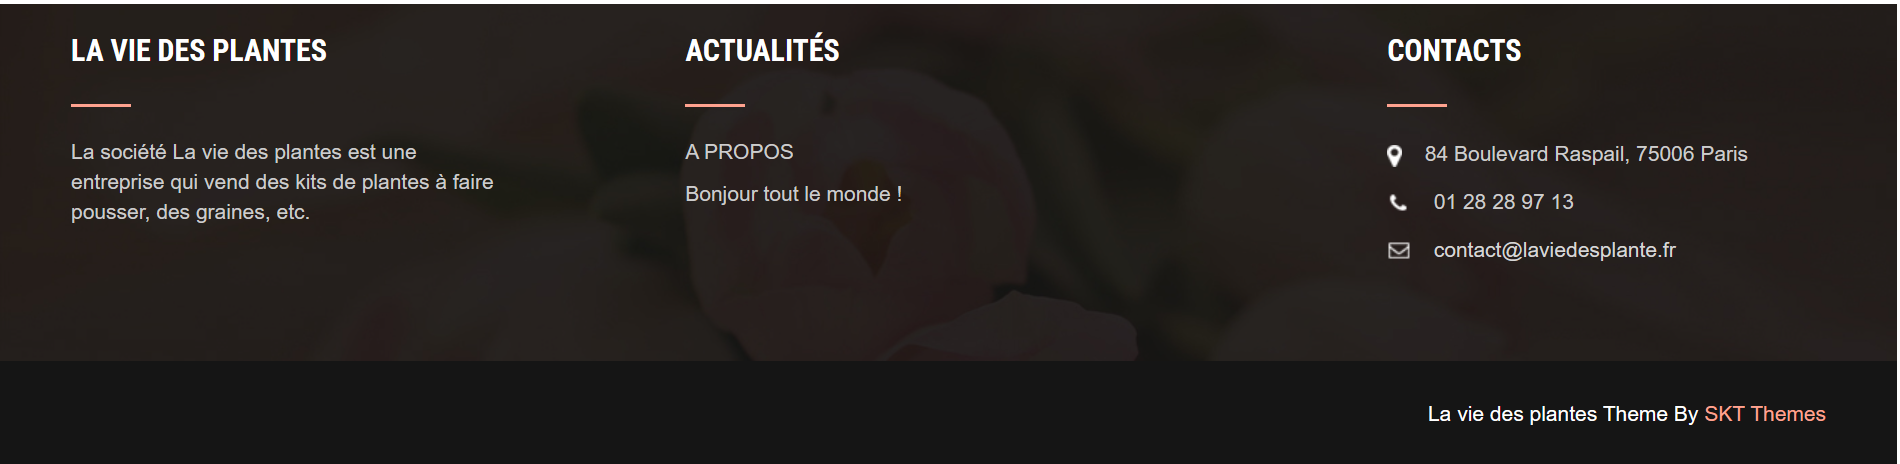 LA VIE DES PLANTES
La société La vie des plantes est une
entreprise qui vend des kits de plantes à faire
pousser, des graines, etc.
ACTUALITÉS
A PROPOS
Bonjour tout le monde !
CONTACTS
84 Boulevard Raspail, 75006 Paris
01 28 28 97 13
contact@laviedesplante.fr
La vie des plantes Theme By SKT Themes